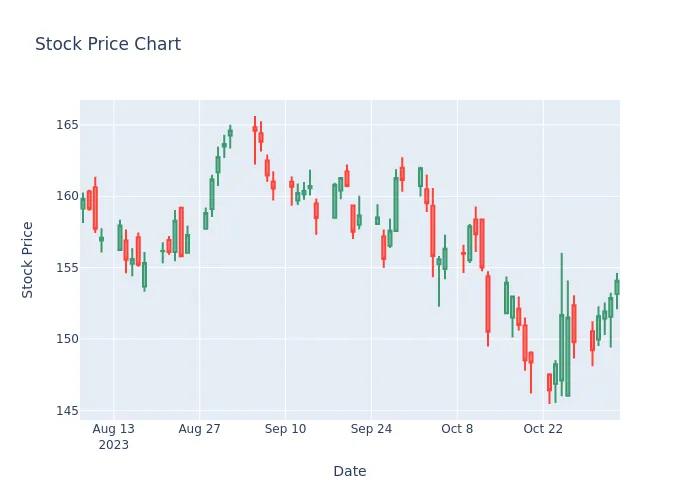 Stock Price Chart
Stock Price
165
160
155
150
145
Aug 13
2023
Aug 27
Sep 10
Sep 24
Oct 8
Oct 22
Date